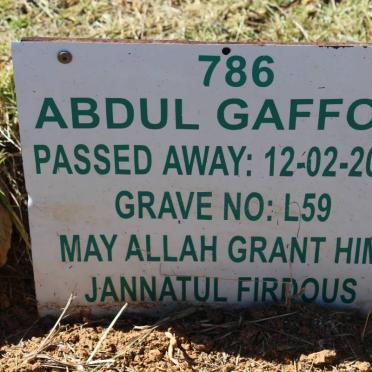 786
ABDUL GAFFO
PASSED AWAY: 12-02-20
GRAVE NO: L59
MAY ALLAH GRANT HIM
JANNATUL FIRDOUS